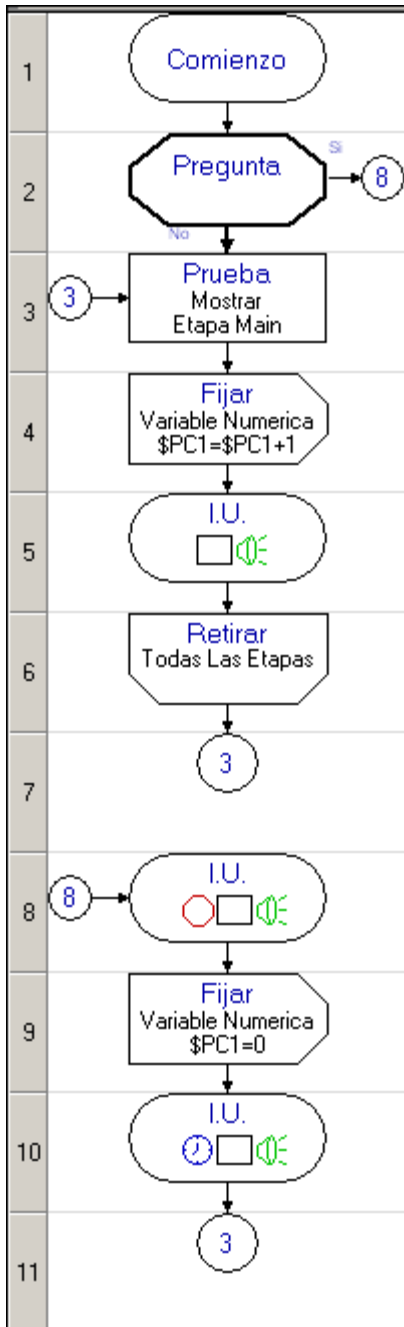 1
Comienzo
2
Pregunta
Si
8
No
3
3
Prueba
Mostrar
Etapa Main
4
Fijar
Variable Numerica
$PC1=$PC1+1
5
I.U.
6
Retirar
Todas Las Etapas
7
3
8
8
I.U.
9
Fijar
Variable Numerica
$PC1=0
10
I.U.
11
3